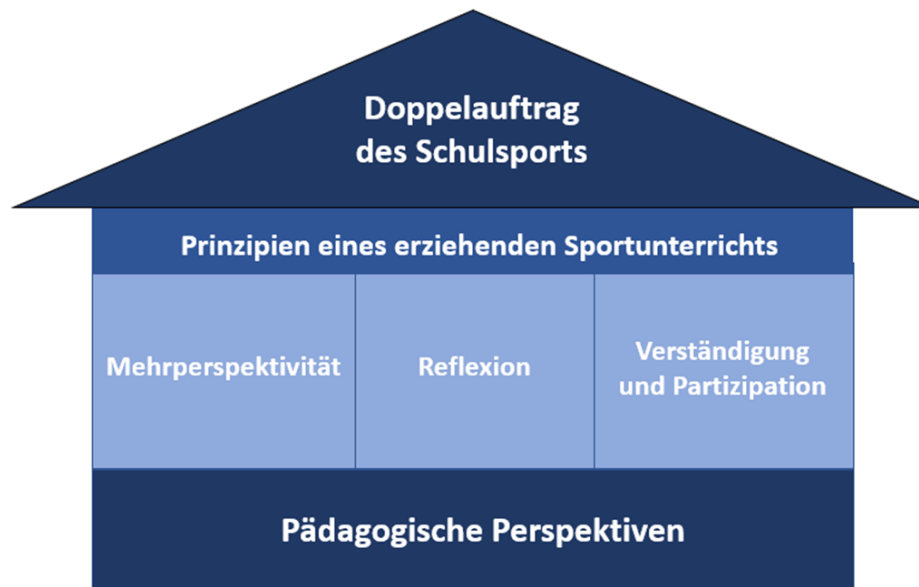 Doppelauftrag
des Schulsports
Prinzipien eines erziehenden Sportunterrichts
Mehrperspektivität
Reflexion
Verständigung
und Partizipation
Pädagogische Perspektiven